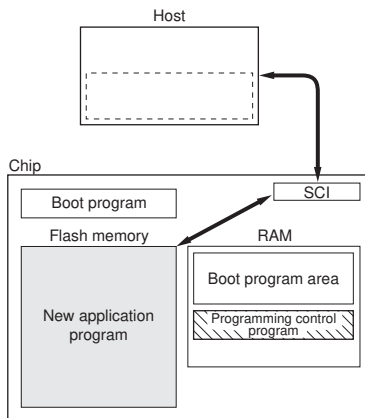 Host
Chip
SCI
Boot program
Flash memory
RAM
New application
program
Boot program area
Programming control
program